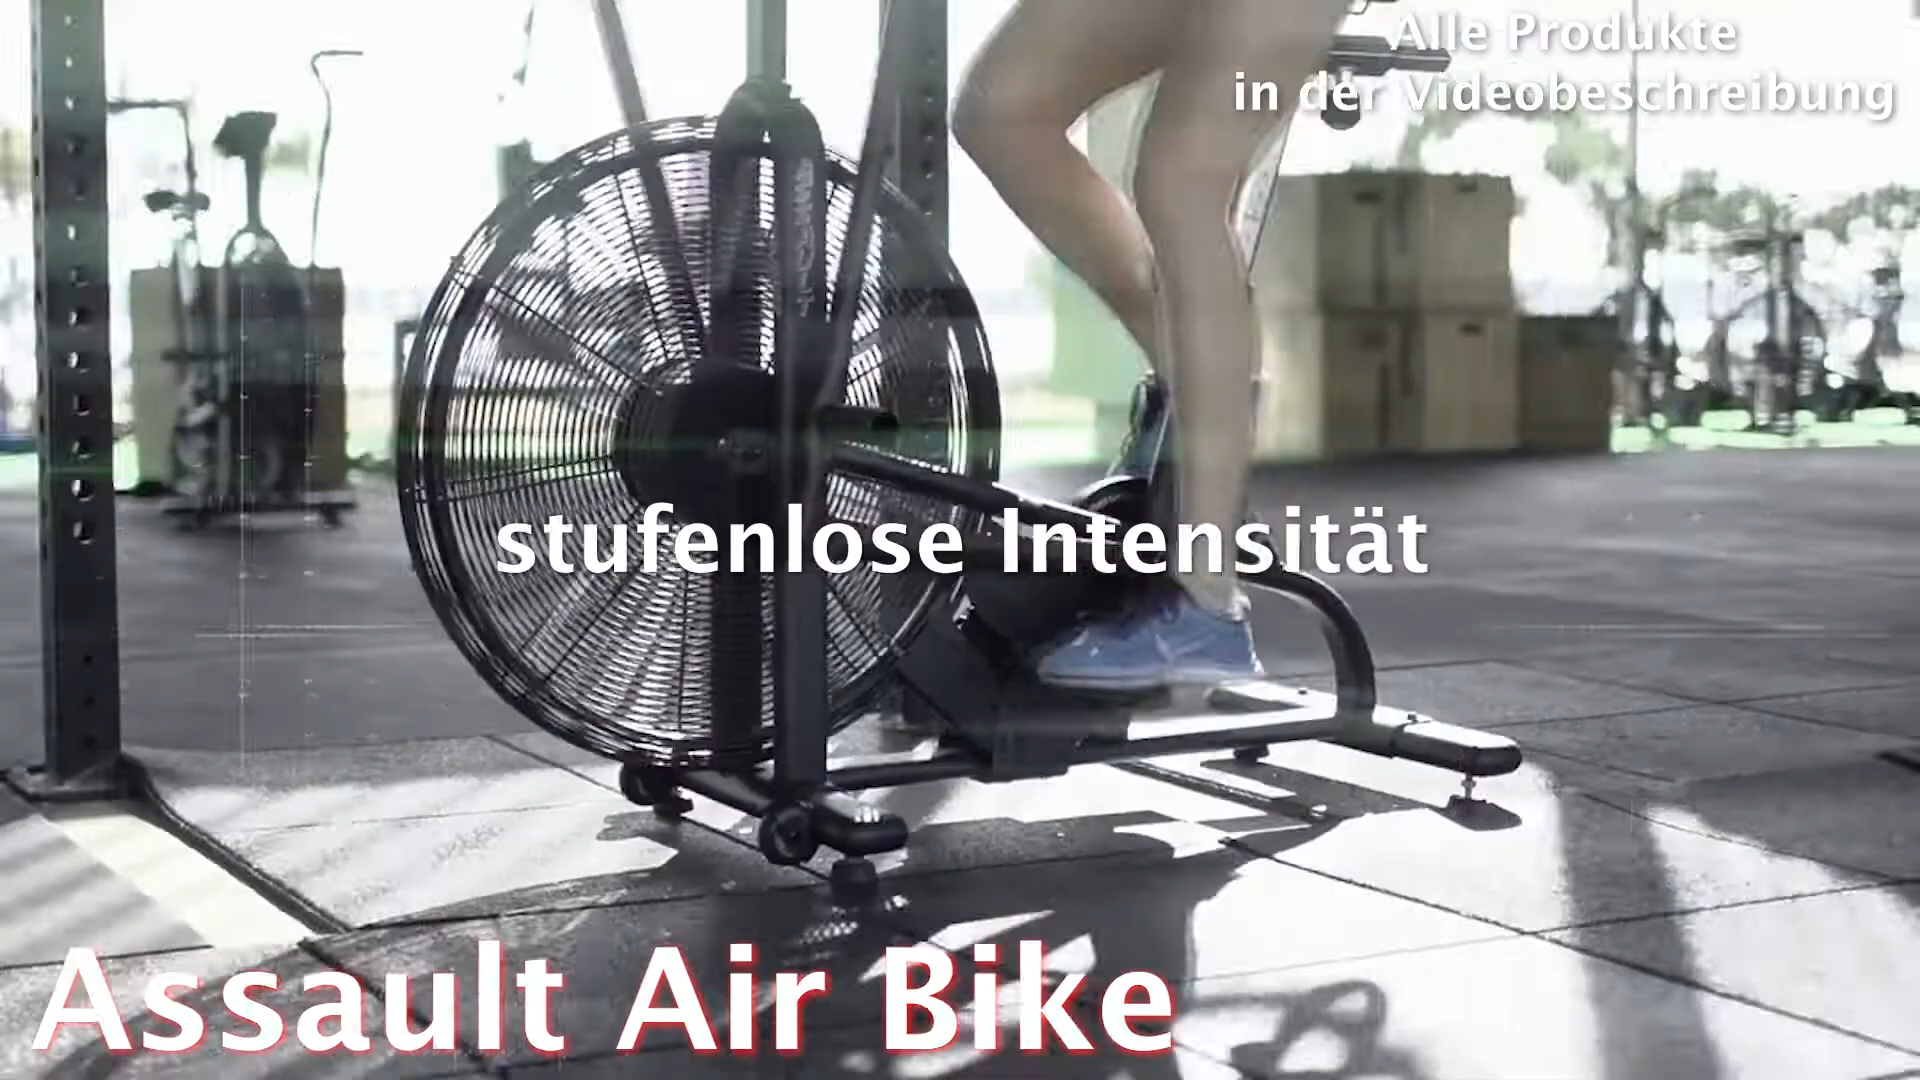 Alle Produkte
in der Videobeschreibung
stufenlose Intensität
Assault Air Bike